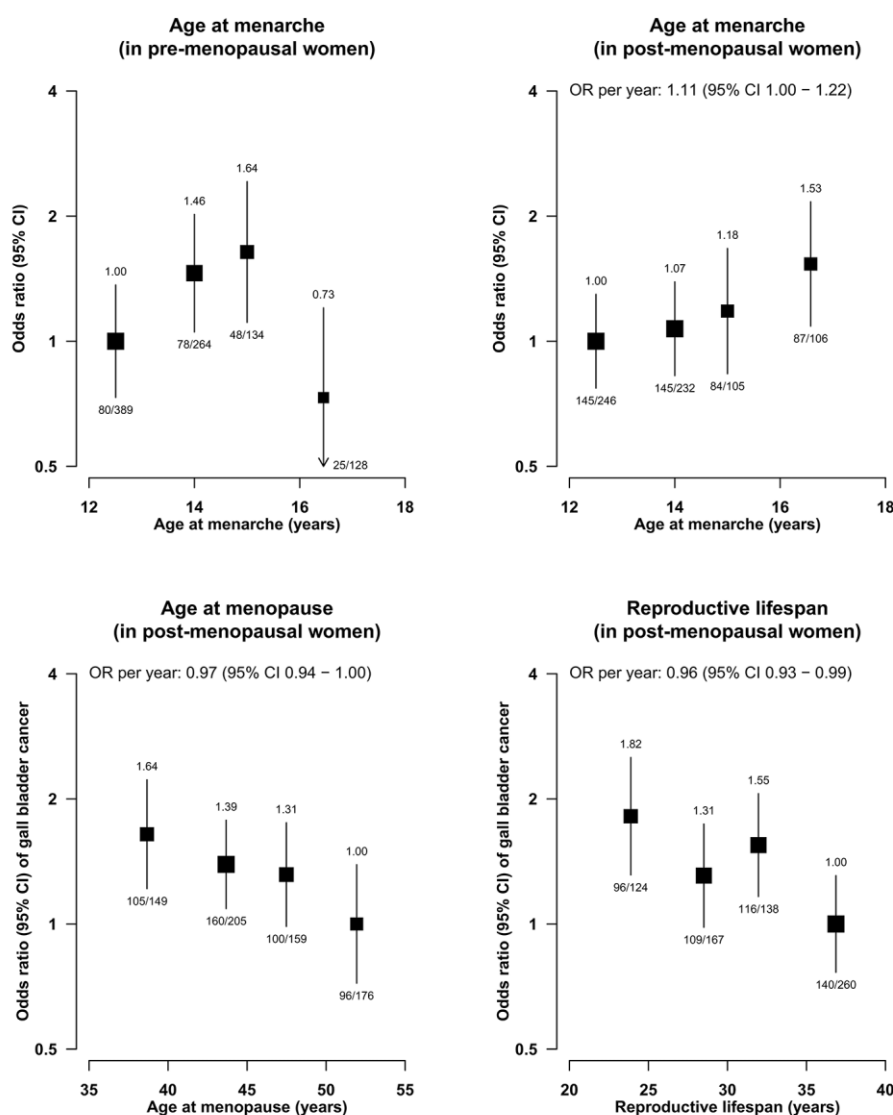 Age at menarche
(in pre-menopausal women)
Odds ratio (95% CI)
4
2
1
0.5
1.00
80/389
1.46
78/264
1.64
48/134
0.73
25/128
12 14 16 18
Age at menarche (years)
Age at menarche
(in post-menopausal women)
OR per year: 1.11 (95% CI 1.00 − 1.22)
Odds ratio (95% CI)
4
2
1
0.5
1.00
145/246
1.07
145/232
1.18
84/105
1.53
87/106
12 14 16 18
Age at menarche (years)
Age at menopause
(in post-menopausal women)
OR per year: 0.97 (95% CI 0.94 − 1.00)
Odds ratio (95% CI) of gall bladder cancer
4
2
1
0.5
1.64
105/149
1.39
160/205
1.31
100/159
1.00
96/176
35 40 45 50 55
Age at menopause (years)
Reproductive lifespan
(in post-menopausal women)
OR per year: 0.96 (95% CI 0.93 − 0.99)
Odds ratio (95% CI) of gall bladder cancer
4
2
1
0.5
1.82
96/124
1.31
109/167
1.55
116/138
1.00
140/260
20 25 30 35 40
Reproductive lifespan (years)